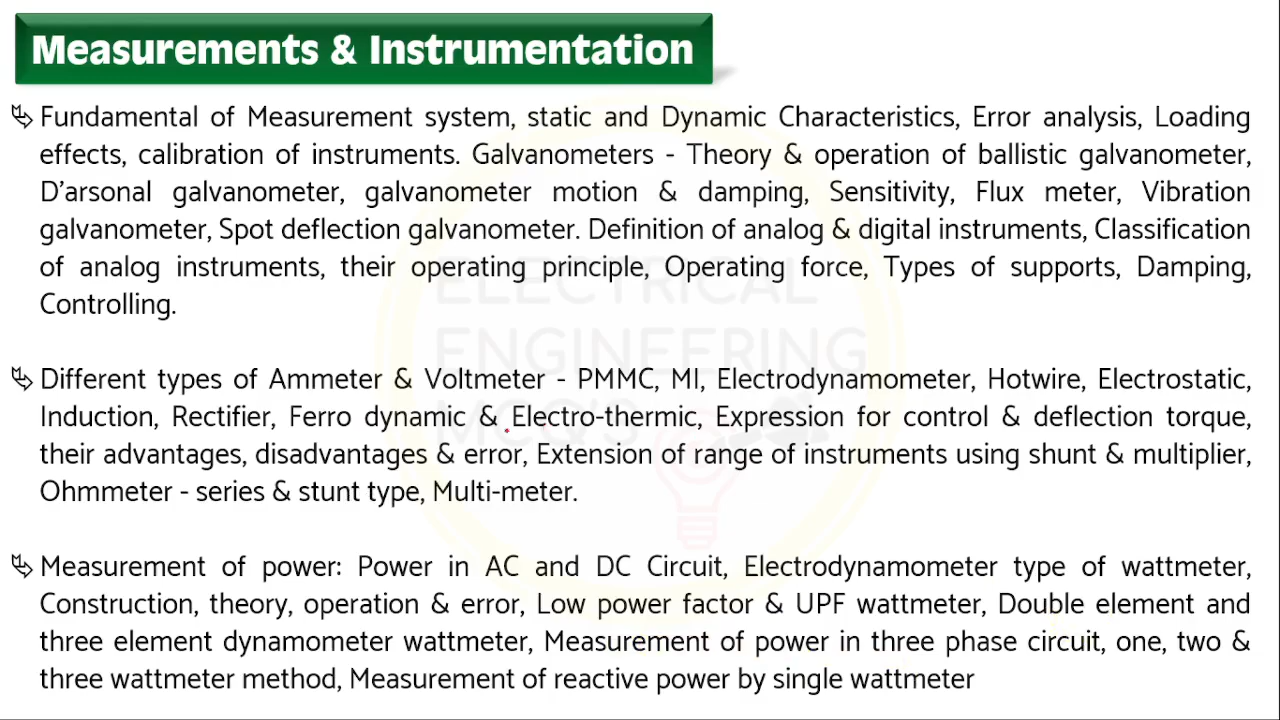 Measurements & Instrumentation
Fundamental of Measurement system, static and Dynamic Characteristics, Error analysis, Loading
effects, calibration of instruments. Galvanometers - Theory & operation of ballistic galvanometer,
D'arsonal galvanometer, galvanometer motion & damping, Sensitivity, Flux meter, Vibration
galvanometer, Spot deflection galvanometer. Definition of analog & digital instruments, Classification
of analog instruments, their operating principle, Operating force, Types of supports, Damping,
Controlling.
Different types of Ammeter & Voltmeter - PMMC, MI, Electrodynamometer, Hotwire, Electrostatic,
Induction, Rectifier, Ferro dynamic & Electro-thermic, Expression for control & deflection torque,
their advantages, disadvantages & error, Extension of range of instruments using shunt & multiplier,
Ohmmeter - series & stunt type, Multi-meter.
Measurement of power: Power in AC and DC Circuit, Electrodynamometer type of wattmeter,
Construction, theory, operation & error, Low power factor & UPF wattmeter, Double element and
three element dynamometer wattmeter, Measurement of power in three phase circuit, one, two &
three wattmeter method, Measurement of reactive power by single wattmeter
ELECTRICAL
ENGINEERING
MCQ'S